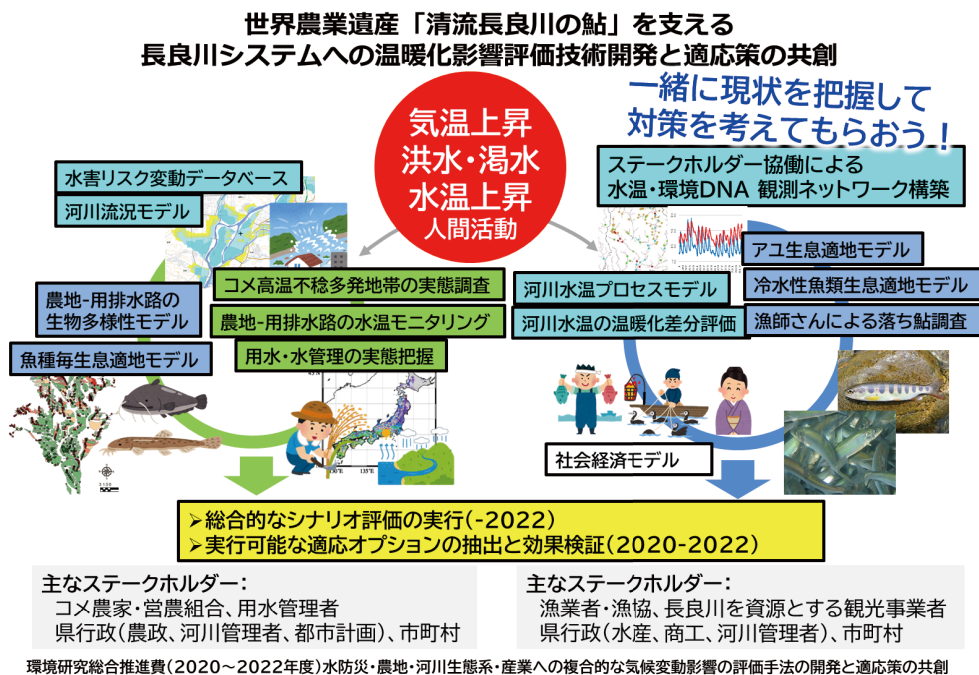 世界農業遺産「清流長良川の鮎」を支える
長良川システムへの温暖化影響評価技術開発と適応策の共創
気温上昇
洪水・渇水
水温上昇
人間活動
一緒に現状を把握して
対策を考えてもらおう！
水害リスク変動データベース
河川流況モデル
ステークホルダー協働による
水温・環境DNA 観測ネットワーク構築
農地-用排水路の
生物多様性モデル
魚種毎生息適地モデル
コメ高温不稔多発地帯の実態調査
農地-用排水路の水温モニタリング
用水・水管理の実態把握
河川水温プロセスモデル
河川水温の温暖化差分評価
アユ生息適地モデル
冷水性魚類生息適地モデル
漁師さんによる落ち鮎調査
135°E
社会経済モデル
➢総合的なシナリオ評価の実行(-2022)
➢実行可能な適応オプションの抽出と効果検証(2020-2022)
主なステークホルダー:
コメ農家・営農組合、用水管理者
県行政(農政、河川管理者、都市計画)、市町村
主なステークホルダー:
漁業者・漁協、長良川を資源とする観光事業者
県行政(水産、商工、河川管理者)、市町村
環境研究総合推進費(2020～2022年度)水防災・農地・河川生態系・産業への複合的な気候変動影響の評価手法の開発と適応策の共創